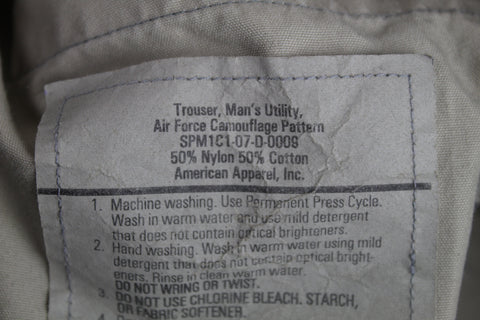 Trouser, Man's Utility,
Air Force Camouflage Pattern
SPM1C1-07-D-0009
50% Nylon 50% Cotton
American Apparel, Inc.
1. Machine washing. Use Permanent Press Cycle.
Wash in warm water and use mild detergent
that does not contain optical brighteners.
2. Hand washing. Wash in warm water using mild
detergent that does not contain optical bright-
eners. Rinse in clean warm water.
DO NOT WRING OR TWIST.
3. DO NOT USE CHLORINE BLEACH. STARCH,
OR FABRIC SOFTENER.